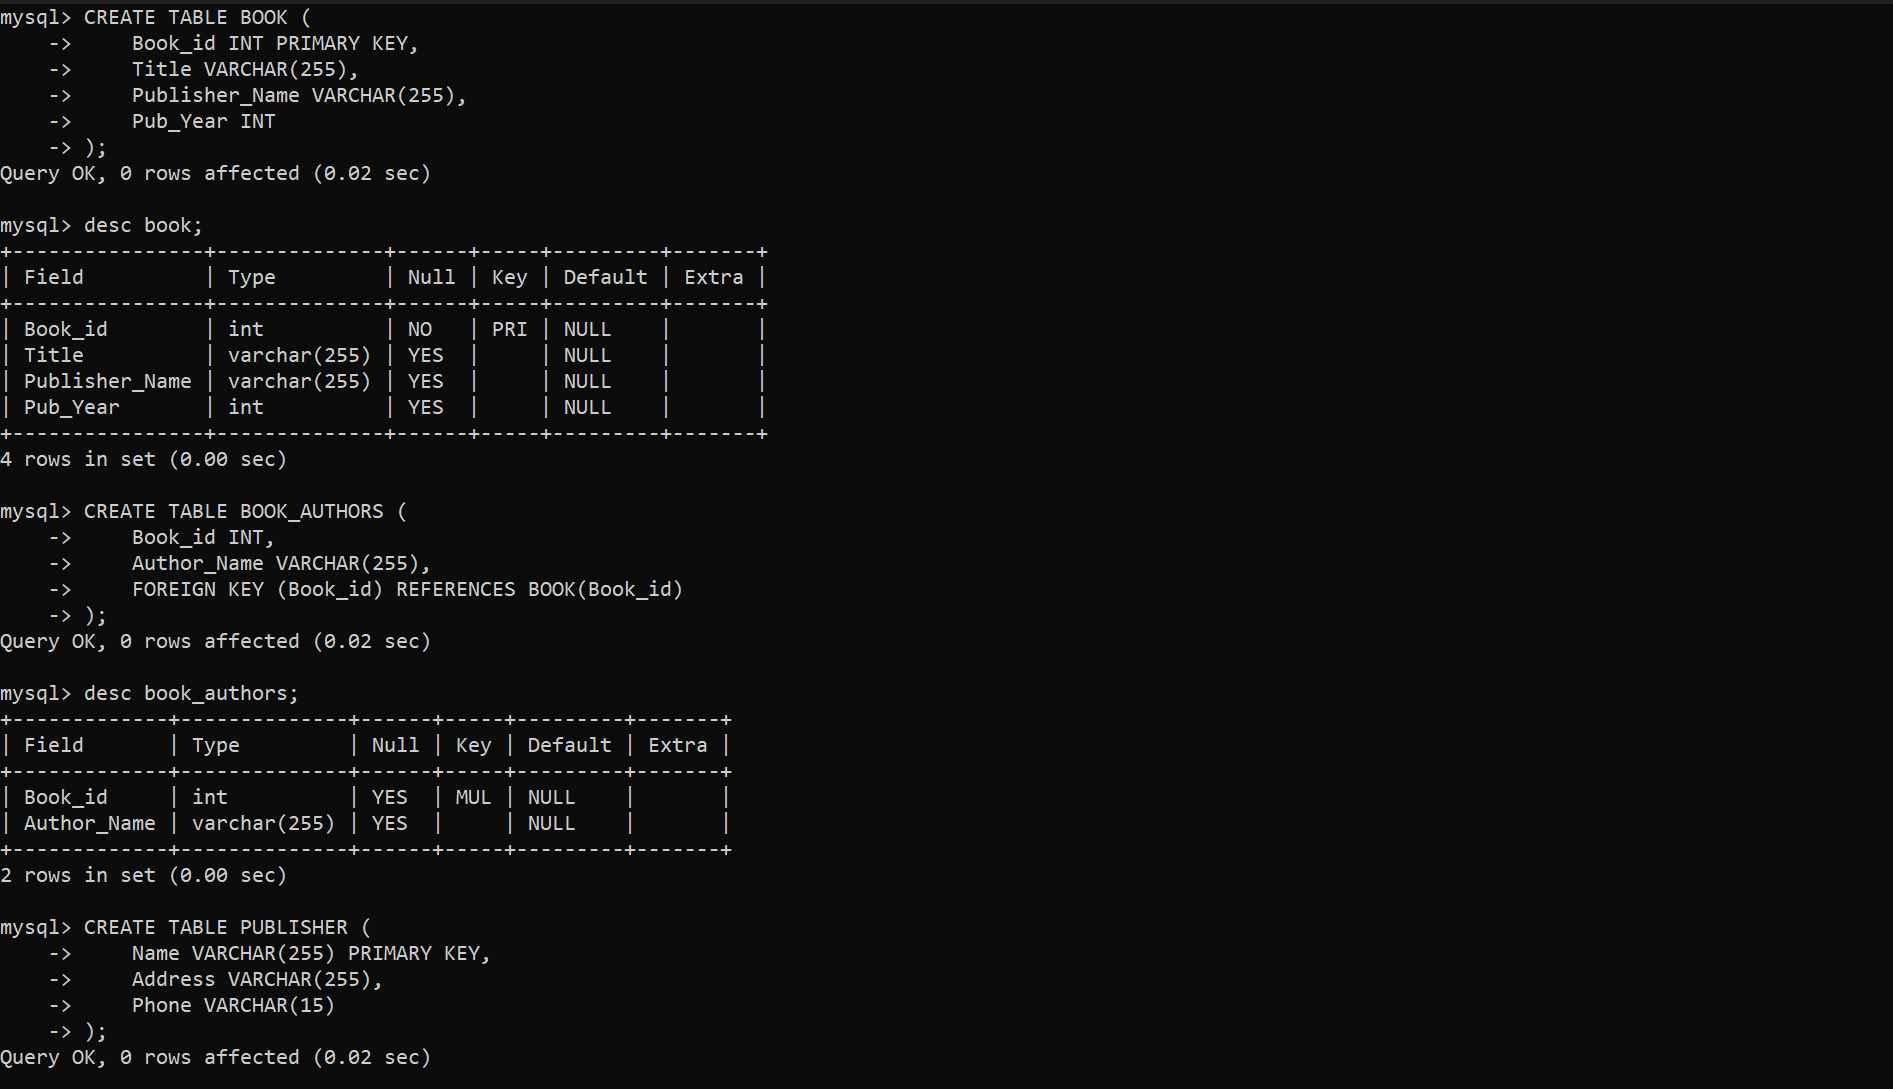 mysql> CREATE TABLE BOOK (
    ->     Book_id INT PRIMARY KEY,
    ->     Title VARCHAR(255),
    ->     Publisher_Name VARCHAR(255),
    ->     Pub_Year INT
    -> );
Query OK, 0 rows affected (0.02 sec)

mysql> desc book;
+----------------+--------------+------+-----+---------+-------+
| Field          | Type         | Null | Key | Default | Extra |
+----------------+--------------+------+-----+---------+-------+
| Book_id        | int          | NO   | PRI | NULL    |       |
| Title          | varchar(255) | YES  |     | NULL    |       |
| Publisher_Name | varchar(255) | YES  |     | NULL    |       |
| Pub_Year       | int          | YES  |     | NULL    |       |
+----------------+--------------+------+-----+---------+-------+
4 rows in set (0.00 sec)

mysql> CREATE TABLE BOOK_AUTHORS (
    ->     Book_id INT,
    ->     Author_Name VARCHAR(255),
    ->     FOREIGN KEY (Book_id) REFERENCES BOOK(Book_id)
    -> );
Query OK, 0 rows affected (0.02 sec)

mysql> desc book_authors;
+-------------+--------------+------+-----+---------+-------+
| Field       | Type         | Null | Key | Default | Extra |
+-------------+--------------+------+-----+---------+-------+
| Book_id     | int          | YES  | MUL | NULL    |       |
| Author_Name | varchar(255) | YES  |     | NULL    |       |
+-------------+--------------+------+-----+---------+-------+
2 rows in set (0.00 sec)

mysql> CREATE TABLE PUBLISHER (
    ->     Name VARCHAR(255) PRIMARY KEY,
    ->     Address VARCHAR(255),
    ->     Phone VARCHAR(15)
    -> );
Query OK, 0 rows affected (0.02 sec)